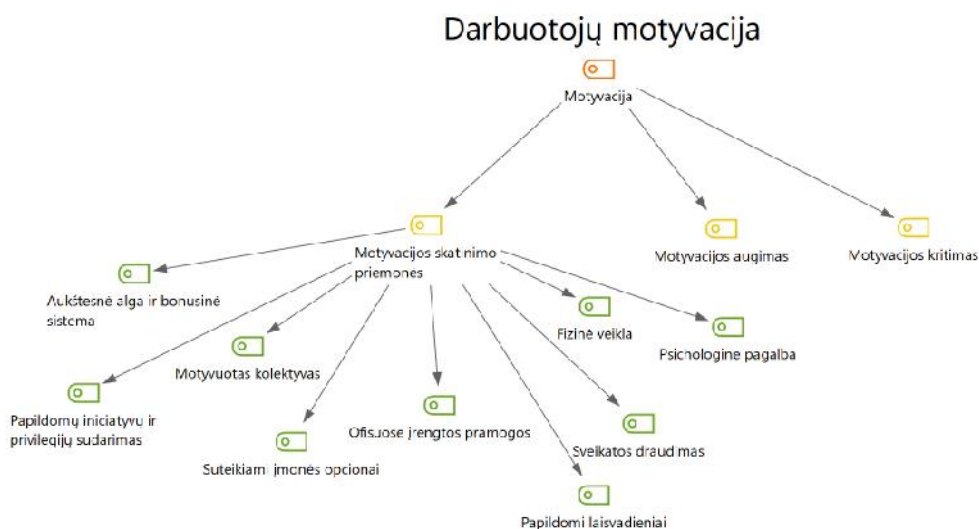 Darbuotojų motyvacija
Motyvacija
Motyvacijos skatinimo
priemonės
Motyvacijos augimas
Motyvacijos kritimas
Aukštesnė alga ir bonusinė
sistema
Fizinė veikla
Psichologine pagalba
Motyvuotas kolektyvas
Papildomų iniciatyvų ir
privilegijų sudarimas
Ofisuose įrengtos pramogos
Suteikiami įmonės opcionai
Sveikatos draudimas
Papildomi laisvadieniai